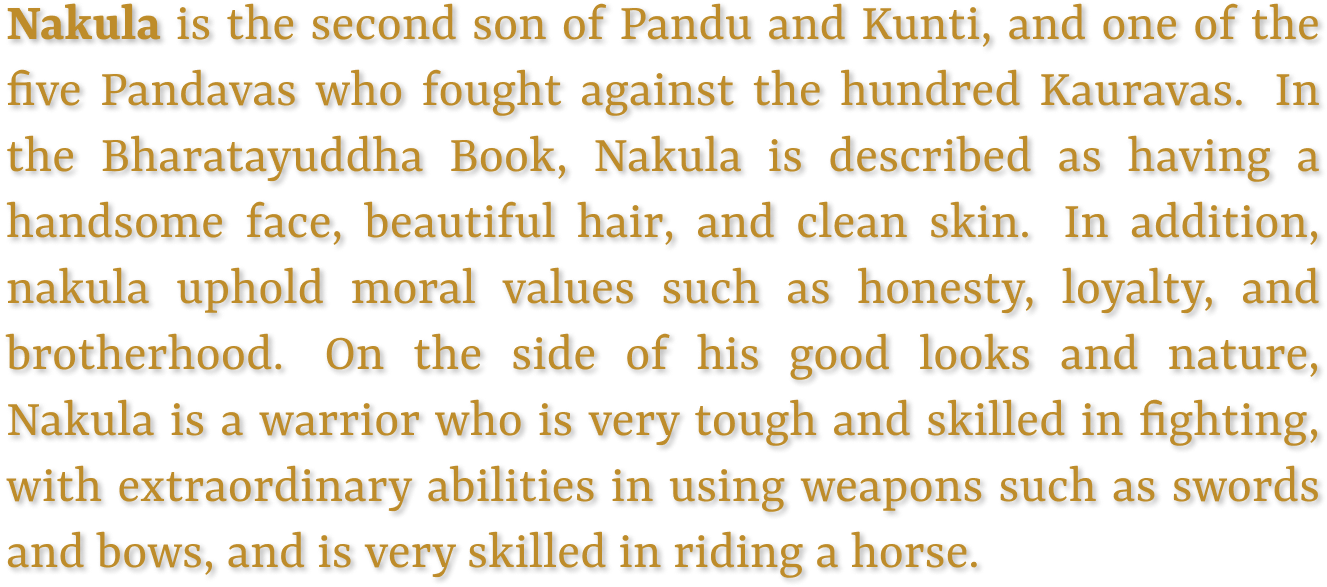 Nakula is the second son of Pandu and Kunti, and one of the
five Pandavas who fought against the hundred Kauravas. In
the Bharatayuddha Book, Nakula is described as having a
handsome face, beautiful hair, and clean skin. In addition,
nakula uphold moral values such as honesty, loyalty, and
brotherhood. On the side of his good looks and nature,
Nakula is a warrior who is very tough and skilled in fighting,
with extraordinary abilities in using weapons such as swords
and bows, and is very skilled in riding a horse.